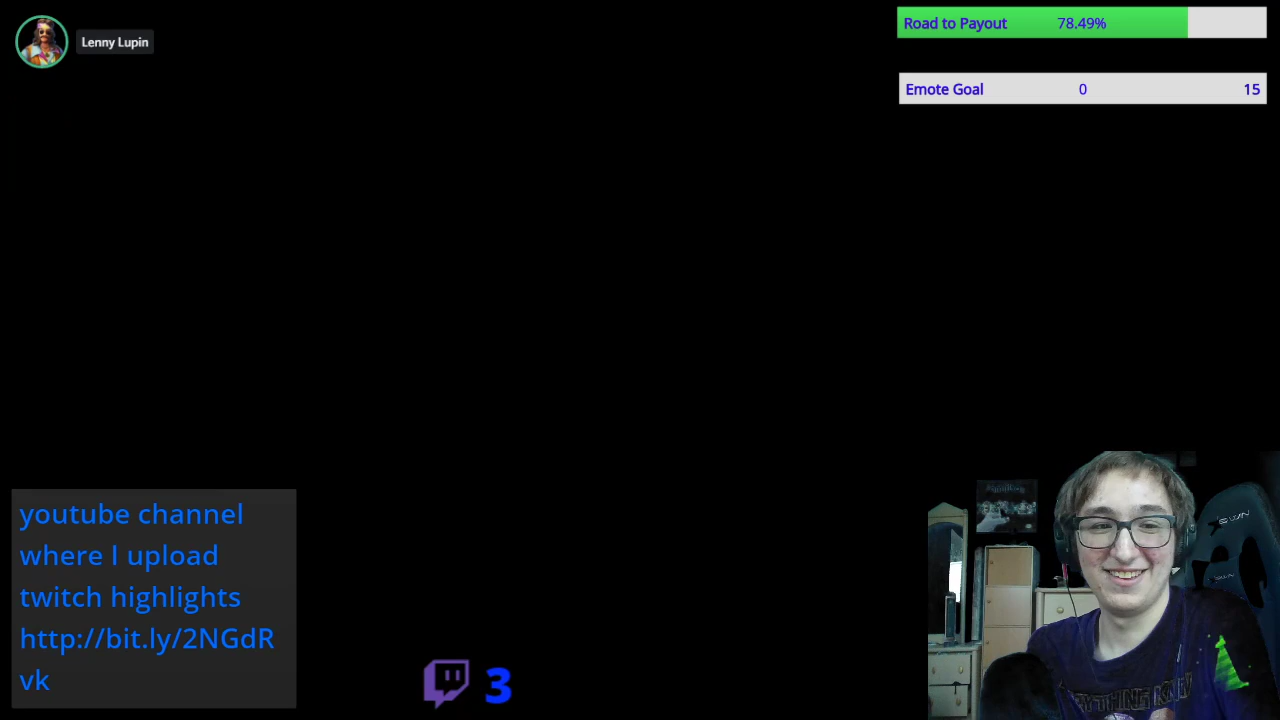 Lenny Lupin
Road to Payout 78.49%
Emote Goal 0 15
youtube channel
where I upload
twitch highlights
http://bit.ly/2NGdR
vk
3